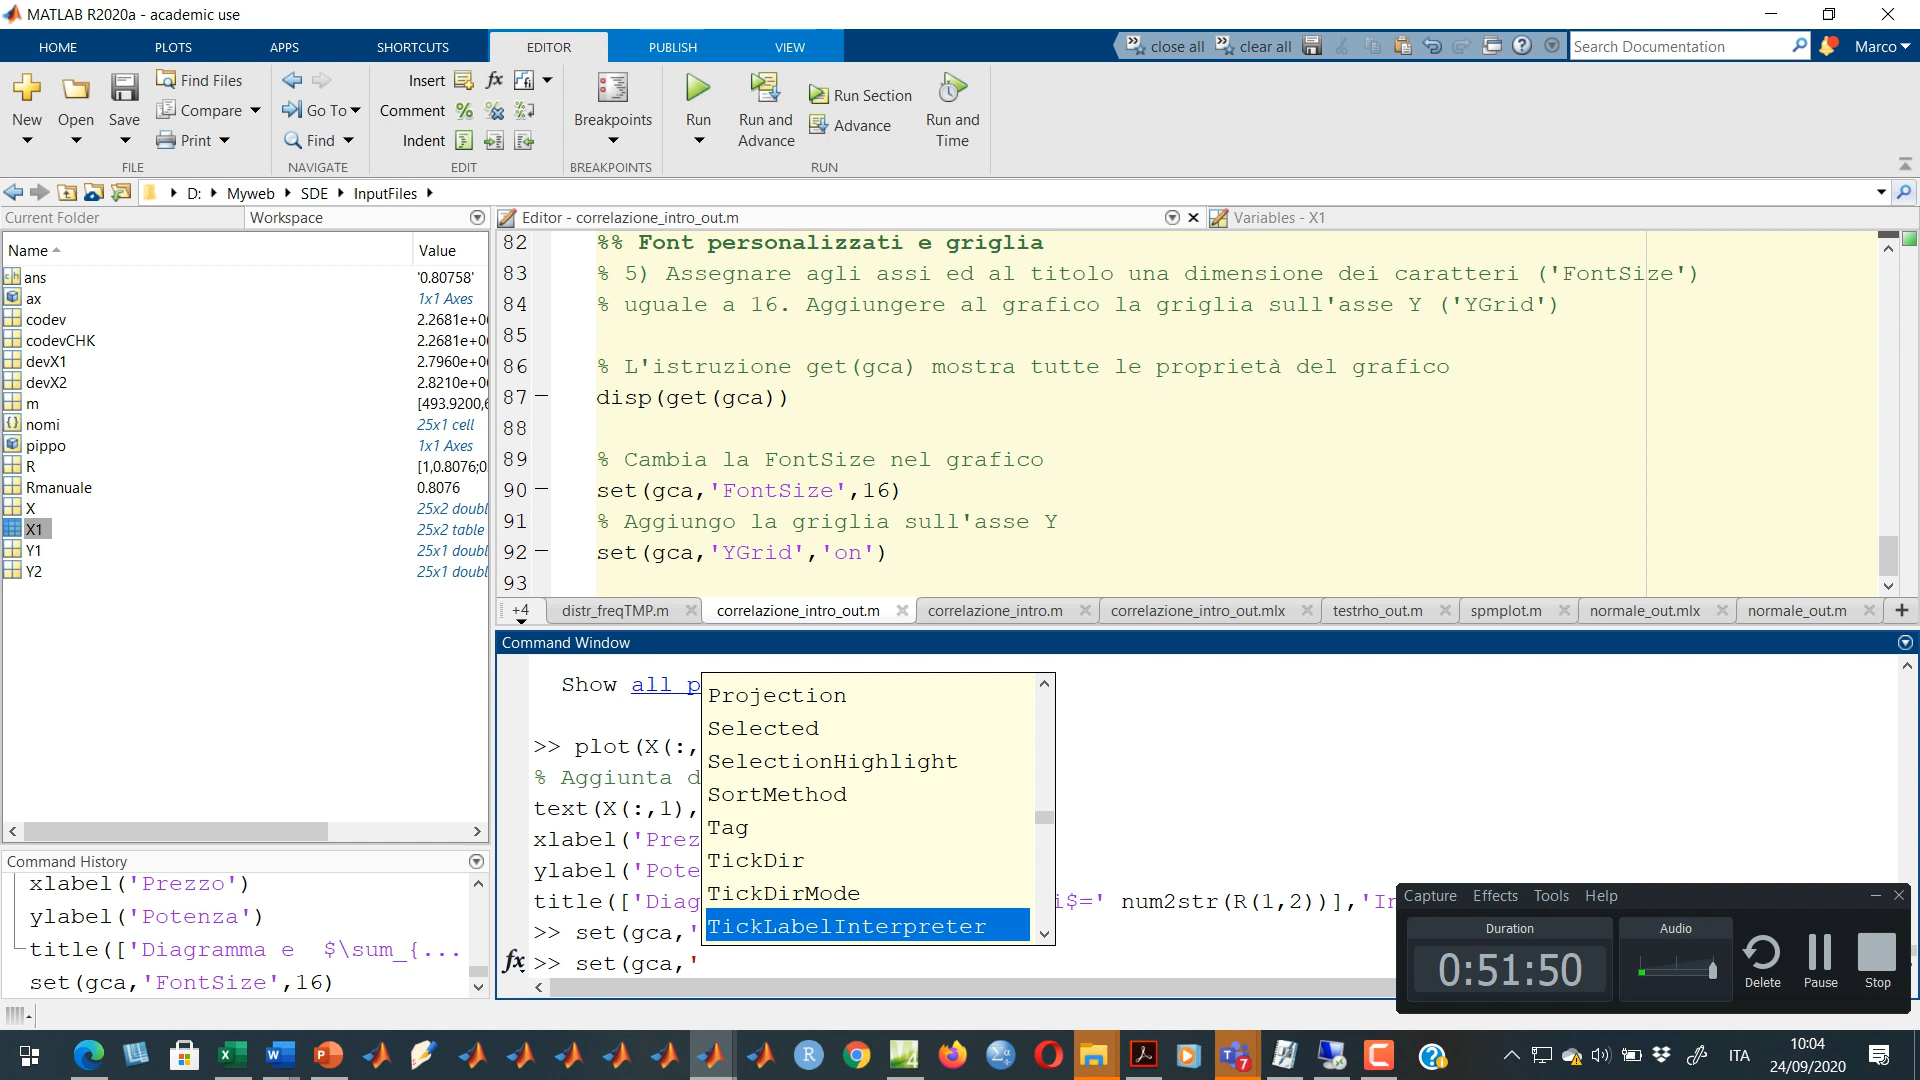 MATLAB R2020a - academic use
HOME PLOTS APPS SHORTCUTS EDITOR PUBLISH VIEW close all clear all Search Documentation Marco
New Open Save Find Files Compare Print FILE
Go To Find NAVIGATE
Insert Comment Indent EDIT
Breakpoints BREAKPOINTS
Run Run and Advance Run Section Advance Run and Time RUN
D: Myweb SDE InputFiles
Current Folder Workspace
Name Value
ans '0.80758'
ax 1x1 Axes
codev 2.2681e+0
codevCHK 2.2681e+0
devX1 2.7960e+0
devX2 2.8210e+0
m [493.9200,6
nomi 25x1 cell
pippo 1x1 Axes
R [1,0.8076;0
Rmanuale 0.8076
X 25x2 doubl
X1 25x2 table
Y1 25x1 doubl
Y2 25x1 doubl
Command History
xlabel('Prezzo')
ylabel('Potenza')
title(['Diagramma e $\sum_{...
set(gca,'FontSize',16)
Editor - correlazione_intro_out.m Variables - X1
82 %% Font personalizzati e griglia
83 % 5) Assegnare agli assi ed al titolo una dimensione dei caratteri ('FontSize')
84 % uguale a 16. Aggiungere al grafico la griglia sull'asse Y ('YGrid')
85
86 % L'istruzione get(gca) mostra tutte le proprietà del grafico
87 disp(get(gca))
88
89 % Cambia la FontSize nel grafico
90 set(gca,'FontSize',16)
91 % Aggiungo la griglia sull'asse Y
92 set(gca,'YGrid','on')
93
+4 distr_freqTMP.m correlazione_intro_out.m correlazione_intro.m correlazione_intro_out.mlx testrho_out.m spmplot.m normale_out.mlx normale_out.m
Command Window
Show all p
>> plot(X(:,
% Aggiunta d
text(X(:,1),
xlabel('Prez
ylabel('Pote
title(['Diag i$=' num2str(R(1,2))],'In
>> set(gca,'
fx >> set(gca,'
Projection
Selected
SelectionHighlight
SortMethod
Tag
TickDir
TickDirMode
TickLabelInterpreter
Capture Effects Tools Help
Duration Audio
0:51:50
Delete Pause Stop
ITA
10:04
24/09/2020